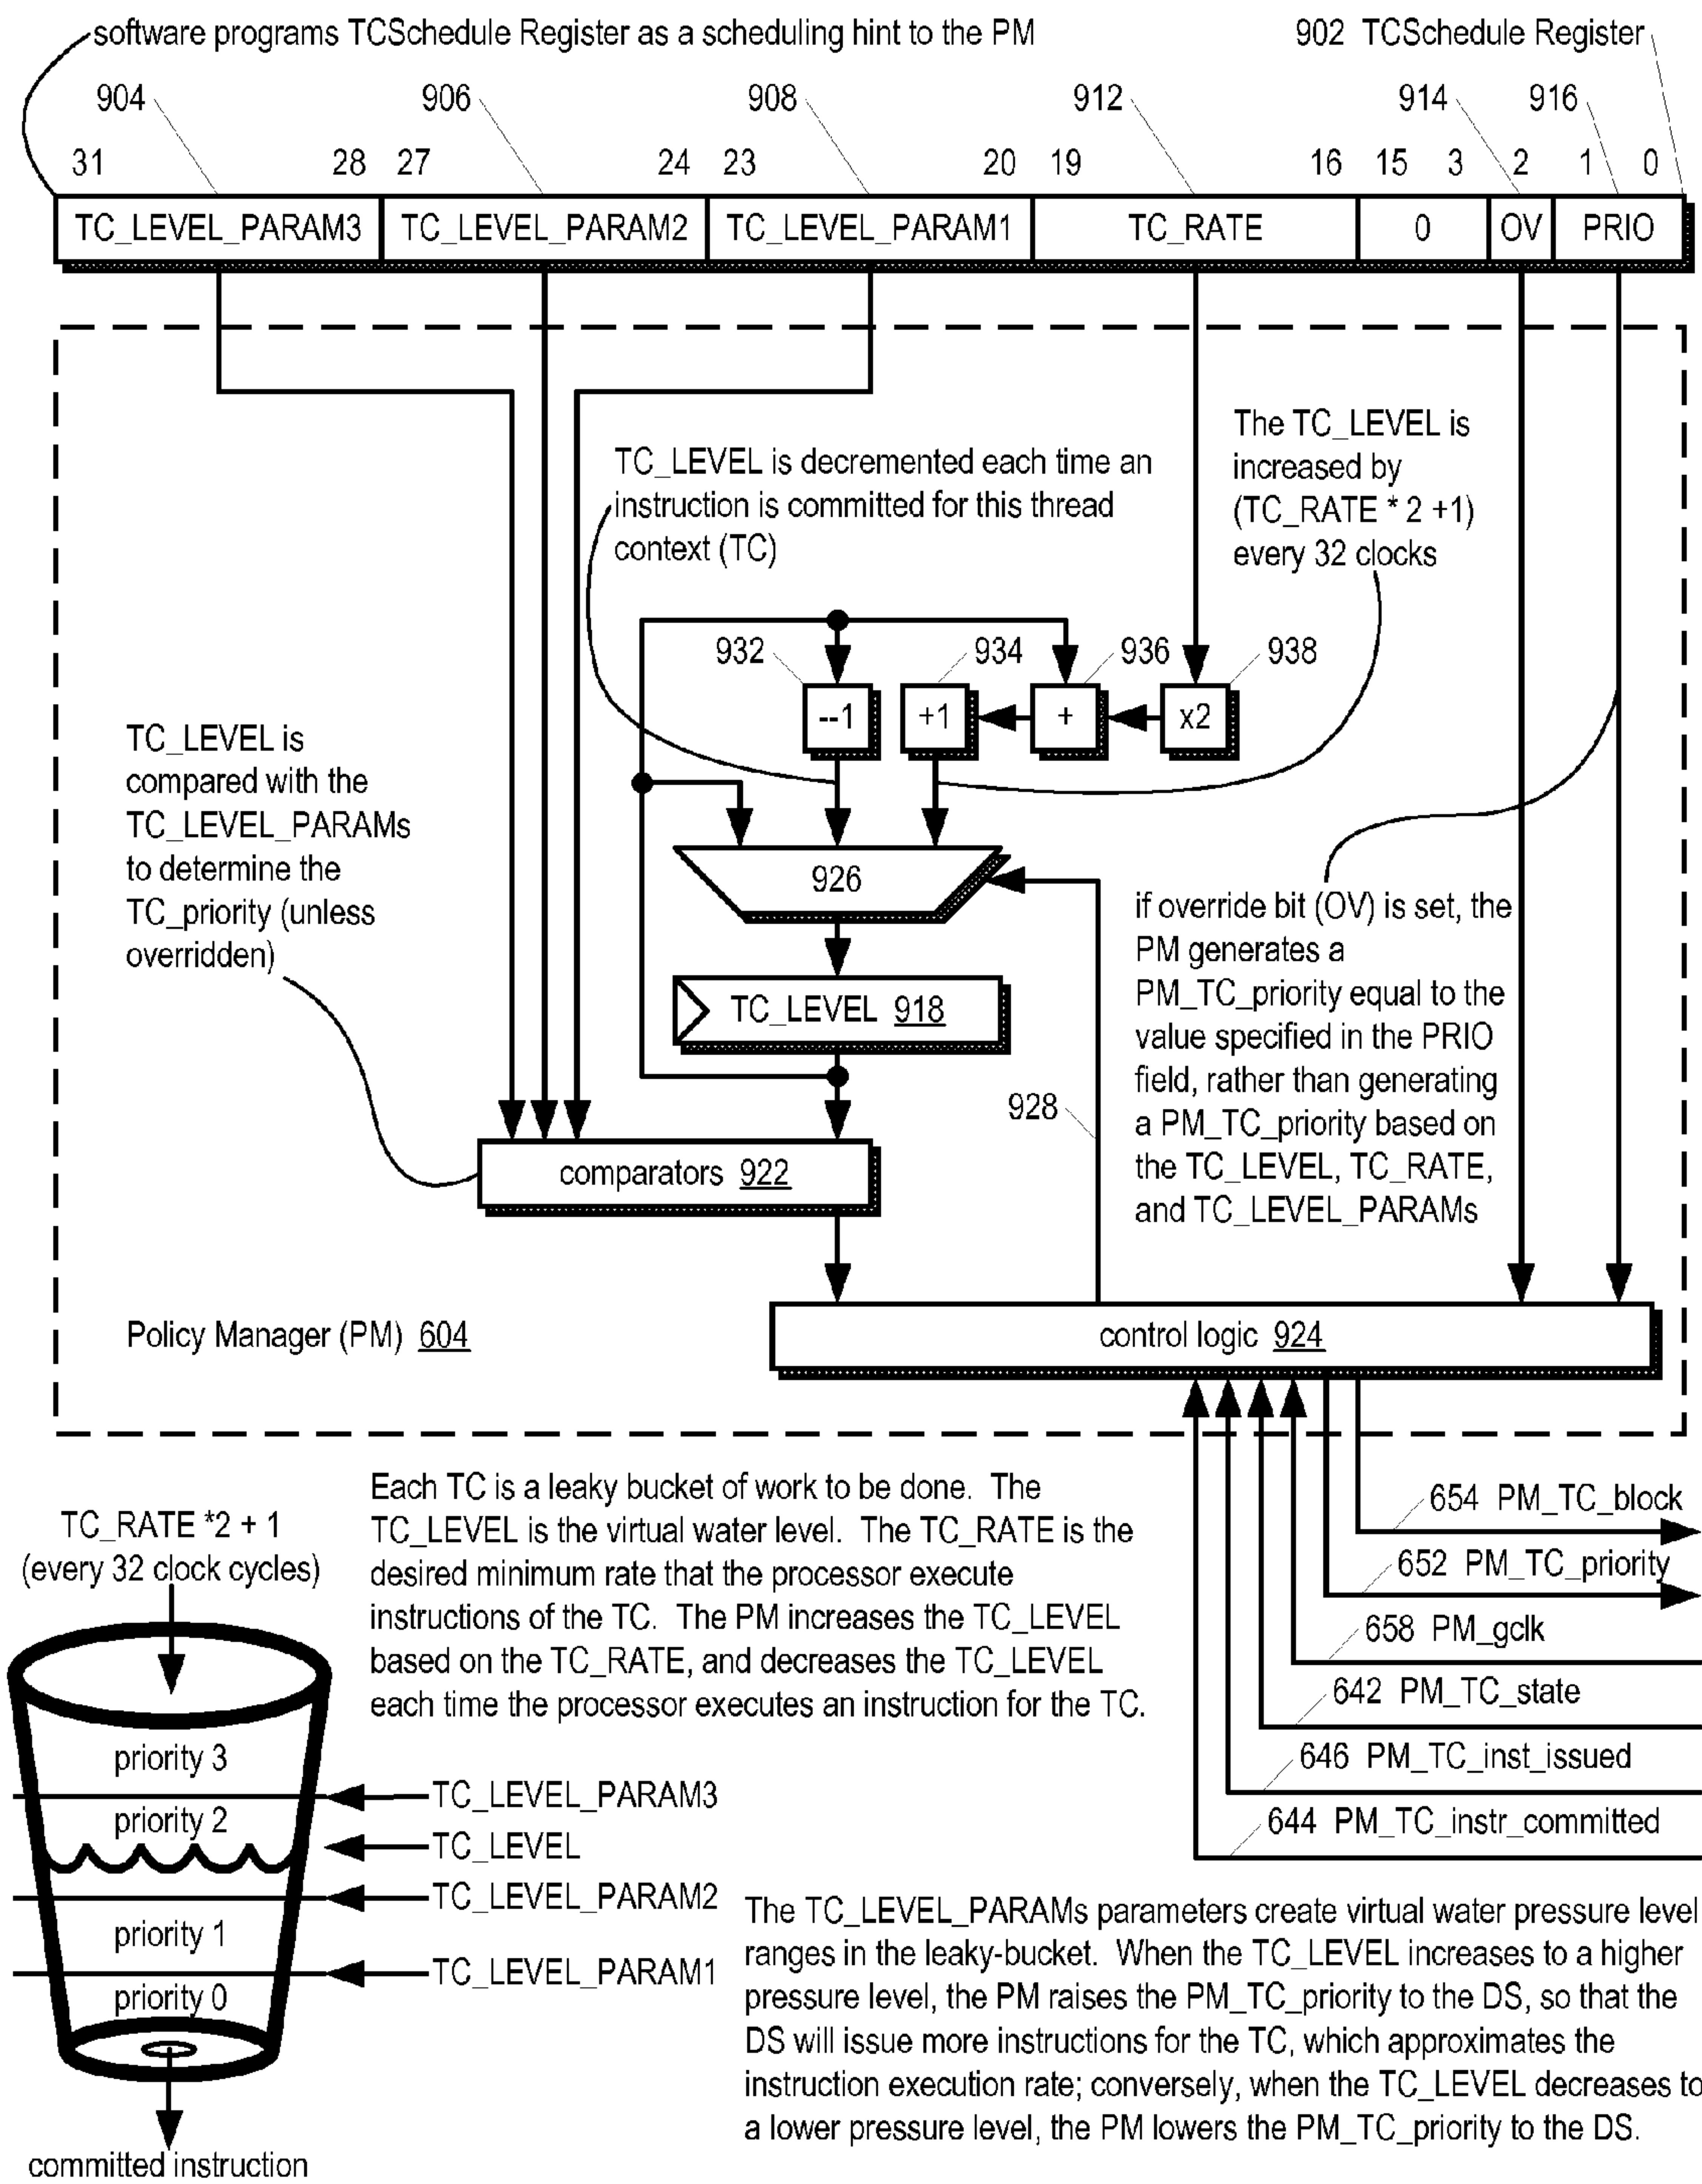 software programs TCSchedule Register as a scheduling hint to the PM
902 TCSchedule Register
904
906
908
912
914
916
31 28 27 24 23 20 19 16 15 3 2 1 0
TC_LEVEL_PARAM3 TC_LEVEL_PARAM2 TC_LEVEL_PARAM1 TC_RATE 0 OV PRIO
TC_LEVEL is decremented each time an
instruction is committed for this thread
context (TC)
The TC_LEVEL is
increased by
(TC_RATE * 2 +1)
every 32 clocks
932
934
936
938
--1
+1
+
x2
TC_LEVEL is
compared with the
TC_LEVEL_PARAMs
to determine the
TC_priority (unless
overridden)
926
TC_LEVEL 918
928
comparators 922
if override bit (OV) is set, the
PM generates a
PM_TC_priority equal to the
value specified in the PRIO
field, rather than generating
a PM_TC_priority based on
the TC_LEVEL, TC_RATE,
and TC_LEVEL_PARAMs
Policy Manager (PM) 604
control logic 924
654 PM_TC_block
652 PM_TC_priority
658 PM_gclk
642 PM_TC_state
646 PM_TC_inst_issued
644 PM_TC_instr_committed
Each TC is a leaky bucket of work to be done. The
TC_LEVEL is the virtual water level. The TC_RATE is the
desired minimum rate that the processor execute
instructions of the TC. The PM increases the TC_LEVEL
based on the TC_RATE, and decreases the TC_LEVEL
each time the processor executes an instruction for the TC.
TC_RATE *2 + 1
(every 32 clock cycles)
priority 3
TC_LEVEL_PARAM3
priority 2
TC_LEVEL
TC_LEVEL_PARAM2
priority 1
TC_LEVEL_PARAM1
priority 0
committed instruction
The TC_LEVEL_PARAMs parameters create virtual water pressure level
ranges in the leaky-bucket. When the TC_LEVEL increases to a higher
pressure level, the PM raises the PM_TC_priority to the DS, so that the
DS will issue more instructions for the TC, which approximates the
instruction execution rate; conversely, when the TC_LEVEL decreases to
a lower pressure level, the PM lowers the PM_TC_priority to the DS.